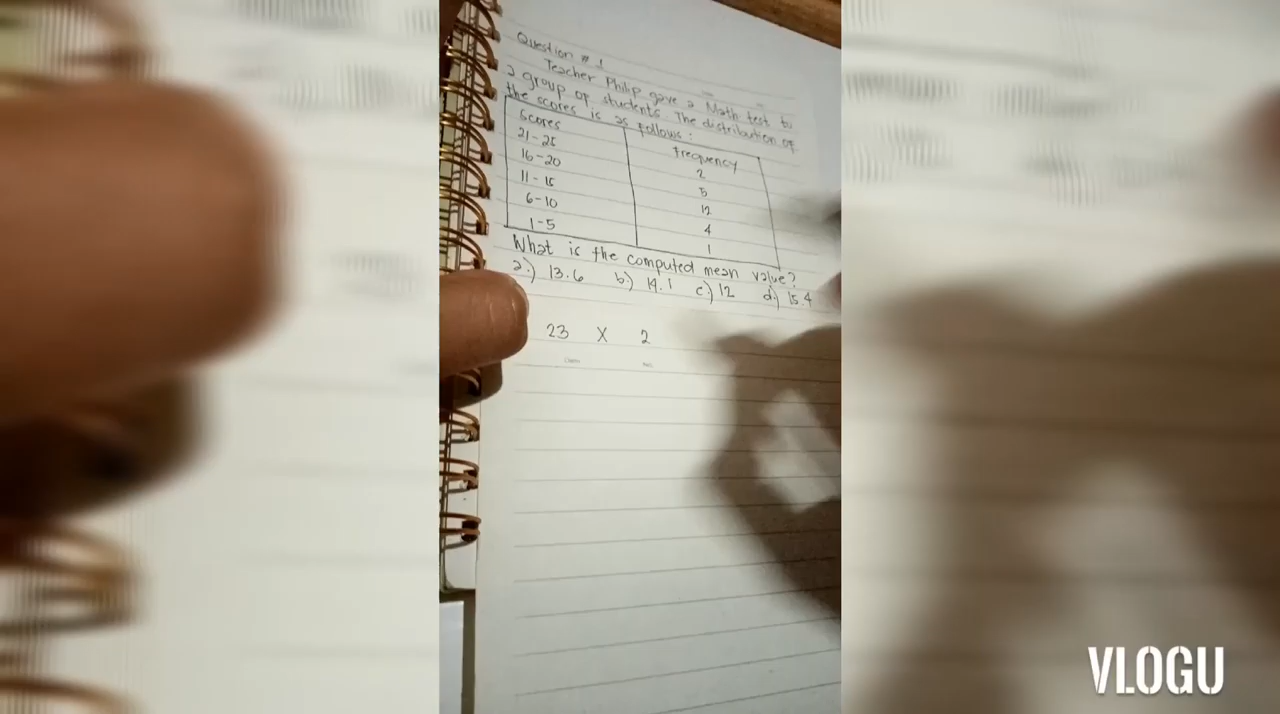 Question # 1
Teacher Philip gave a Math test to
a group of students. The distribution of
the scores is as follows:
Scores Frequency
21-25 2
16-20 5
11-15 12
6-10 4
1-5 1
What is the computed mean value?
a.) 13.6 b.) 14.1 c.) 12 d.) 15.4
23 X 2
VLOGU